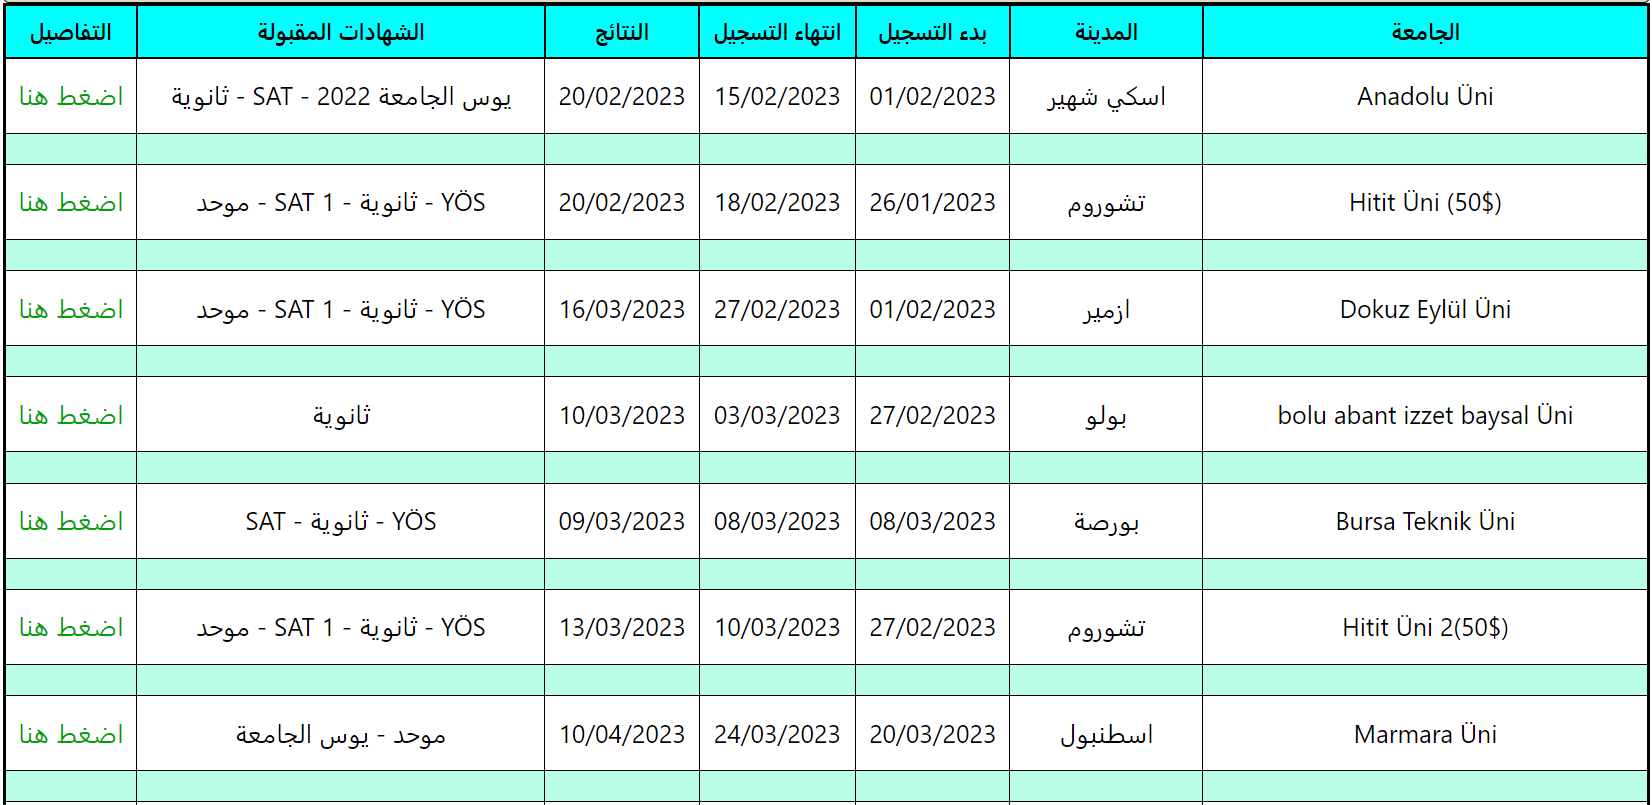 الجامعة	المدينة	بدء التسجيل	انتهاء التسجيل	النتائج	الشهادات المقبولة	التفاصيل
Anadolu Üni	اسكي شهير	01/02/2023	15/02/2023	20/02/2023	يوس الجامعة 2022 - SAT - ثانوية	اضغط هنا
Hitit Üni (50$)	تشوروم	26/01/2023	18/02/2023	20/02/2023	YÖS - ثانوية - SAT 1 - موحد	اضغط هنا
Dokuz Eylül Üni	ازمير	01/02/2023	27/02/2023	16/03/2023	YÖS - ثانوية - SAT 1 - موحد	اضغط هنا
bolu abant izzet baysal Üni	بولو	27/02/2023	03/03/2023	10/03/2023	ثانوية	اضغط هنا
Bursa Teknik Üni	بورصة	08/03/2023	08/03/2023	09/03/2023	YÖS - ثانوية - SAT	اضغط هنا
Hitit Üni 2(50$)	تشوروم	27/02/2023	10/03/2023	13/03/2023	YÖS - ثانوية - SAT 1 - موحد	اضغط هنا
Marmara Üni	اسطنبول	20/03/2023	24/03/2023	10/04/2023	موحد - يوس الجامعة	اضغط هنا